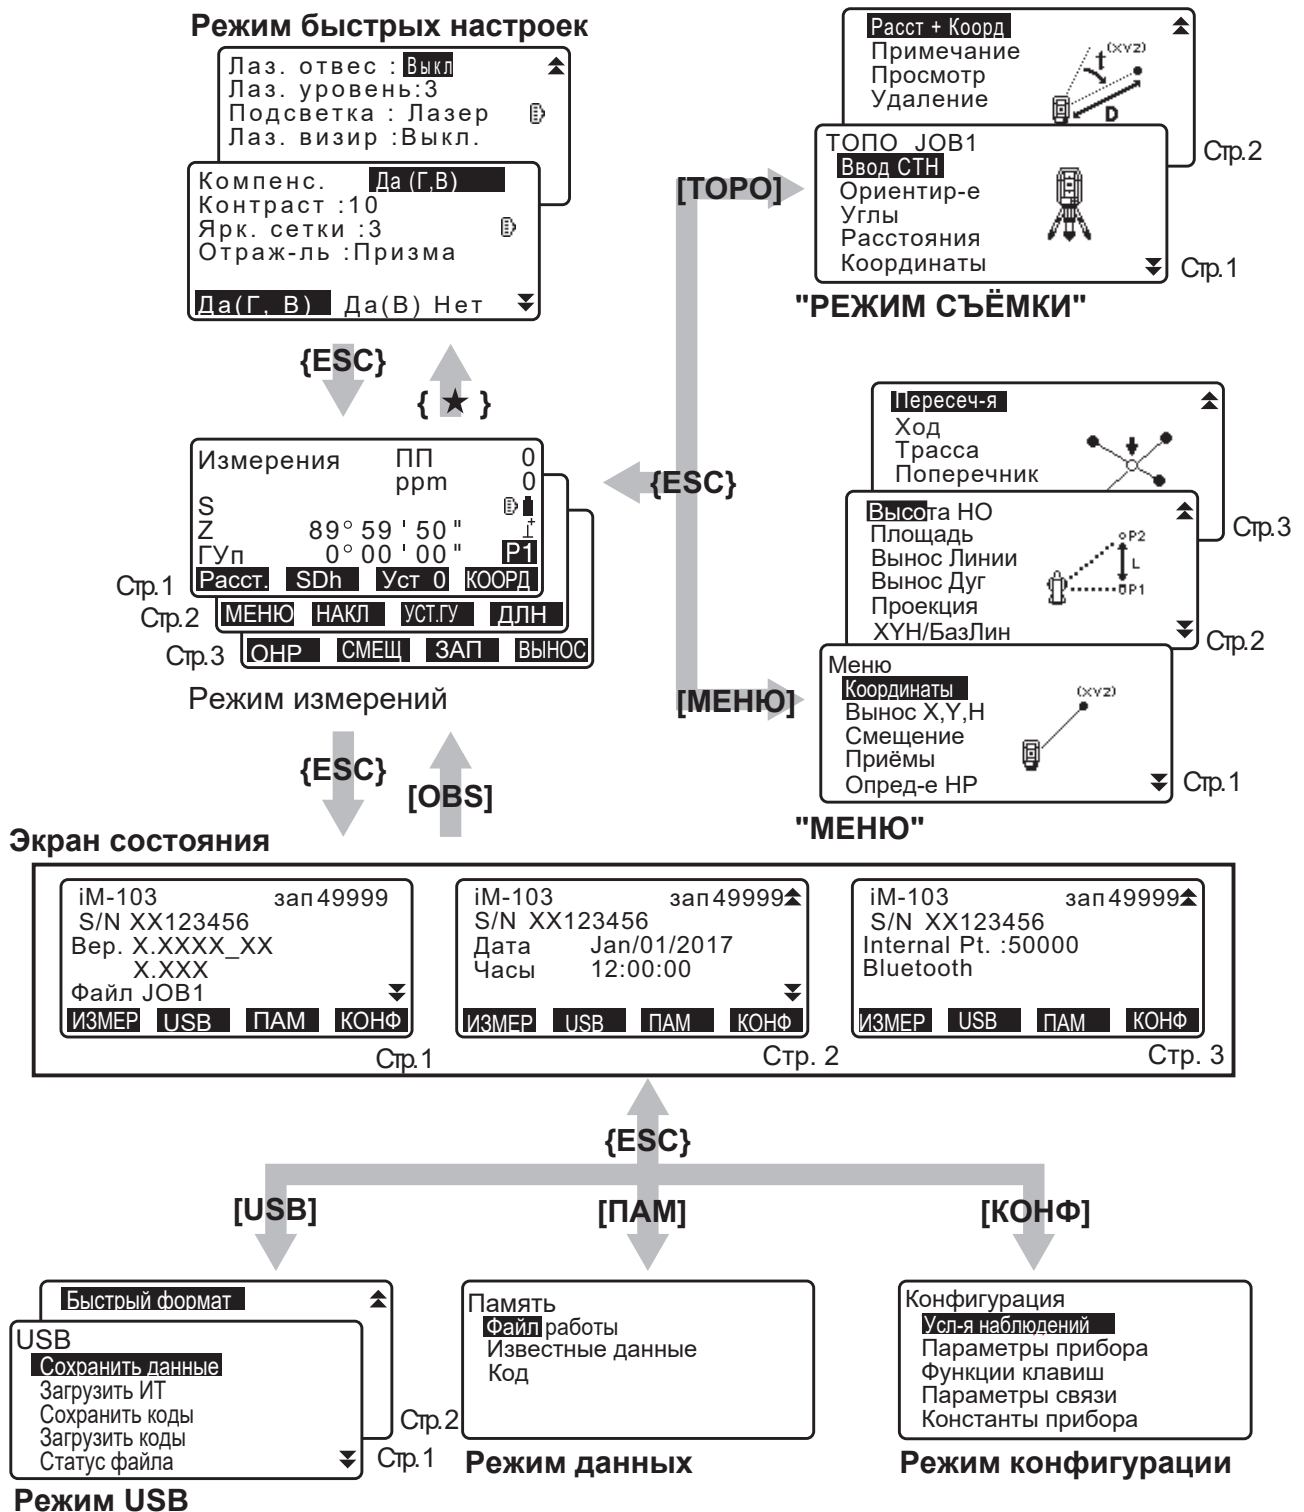 Режим быстрых настроек
Лаз. отвес : Выкл
Лаз. уровень:3
Подсветка : Лазер
Лаз. визир :Выкл.
Компенс. Да (Г,В)
Контраст :10
Ярк. сетки :3
Отраж-ль :Призма
Да(Г, В) Да(В) Нет
{ESC}
{ ★ }
Расст + Коорд
Примечание
Просмотр
Удаление
(XYZ)
t
D
Стр.2
ТОПО JOB1
Ввод СТН
Ориентир-е
Углы
Расстояния
Координаты
Стр.1
[TOPO]
"РЕЖИМ СЪЁМКИ"
Измерения ПП 0
ppm 0
S
Z 89° 59 ' 50 "
ГУп 0° 00 ' 00 " P1
Расст. SDh Уст 0 КООРД
Стр.1
МЕНЮ НАКЛ УСТ.ГУ ДЛН
Стр.2
ОНР СМЕЩ ЗАП ВЫНОС
Стр.3
Режим измерений
{ESC}
Пересеч-я
Ход
Трасса
Поперечник
Стр.3
Высота НО
Площадь
Вынос Линии
Вынос Дуг
Проекция
XYH/БазЛин
P2
L
P1
Стр.2
Меню
Координаты
Вынос X,Y,H
Смещение
Приёмы
Опред-е НР
(XYZ)
Стр.1
[МЕНЮ]
"МЕНЮ"
{ESC}
[OBS]
Экран состояния
iM-103 зап 49999
S/N XX123456
Вер. X.XXXX_XX
X.XXX
Файл JOB1
ИЗМЕР USB ПАМ КОНФ
Стр.1
iM-103 зап 49999
S/N XX123456
Дата Jan/01/2017
Часы 12:00:00
ИЗМЕР USB ПАМ КОНФ
Стр. 2
iM-103 зап 49999
S/N XX123456
Internal Pt. :50000
Bluetooth
ИЗМЕР USB ПАМ КОНФ
Стр. 3
{ESC}
[USB]
[ПАМ]
[КОНФ]
Быстрый формат
Стр.2
USB
Сохранить данные
Загрузить ИТ
Сохранить коды
Загрузить коды
Статус файла
Стр.1
Режим USB
Память
Файл работы
Известные данные
Код
Режим данных
Конфигурация
Усл-я наблюдений
Параметры прибора
Функции клавиш
Параметры связи
Константы прибора
Режим конфигурации